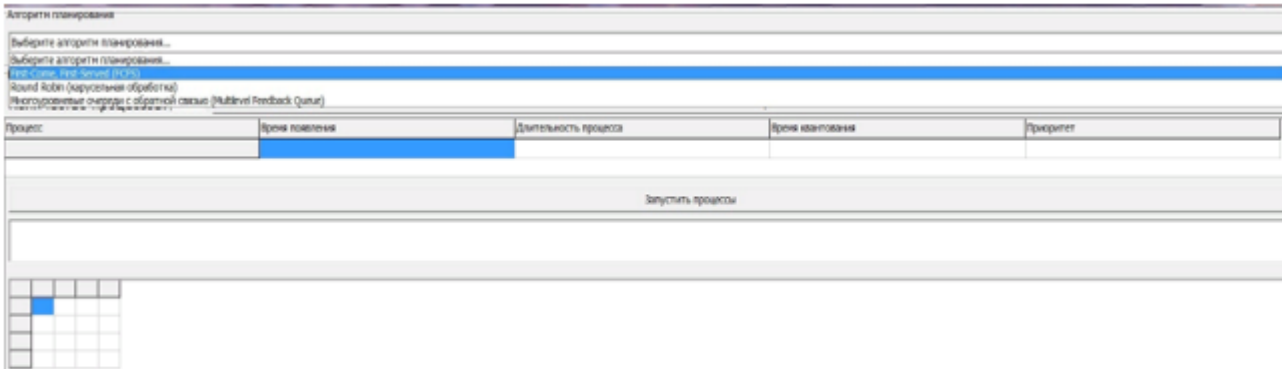 Алгоритм планирования
Выберите алгоритм планирования...
Выберите алгоритм планирования...
First-Come, First-Served (FCFS)
Round Robin (карусельная обработка)
Многоуровневые очереди с обратной связью (Multilevel Feedback Queue)
Процесс Время появления Длительность процесса Время квантования Приоритет
Запустить процессы